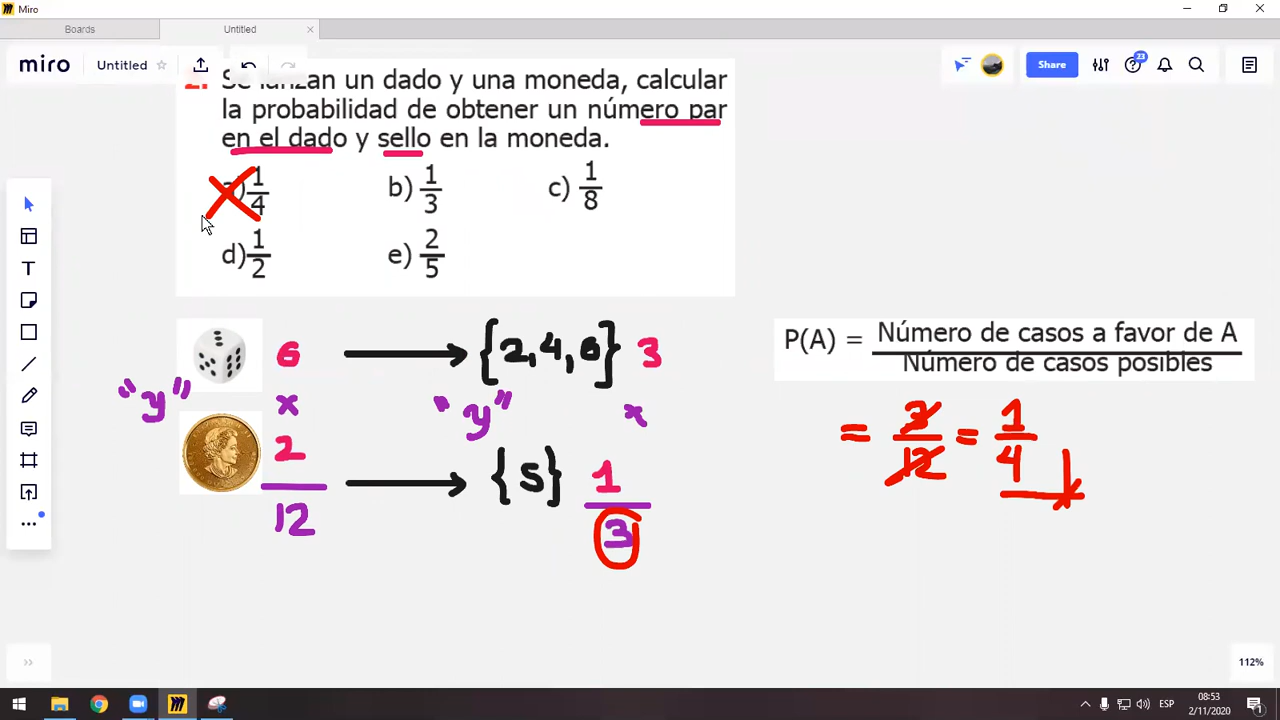 Miro
Boards
Untitled
miro
Untitled
Share
23
2. Se lanzan un dado y una moneda, calcular
la probabilidad de obtener un número par
en el dado y sello en la moneda.
a) 1/4 b) 1/3 c) 1/8
d) 1/2 e) 2/5
6 {2,4,6} 3
"y" x "y" x
2 {S} 1
12 3
P(A) = Número de casos a favor de A
Número de casos posibles
= 3/12 = 1/4
112%
ESP
08:53
2/11/2020
1